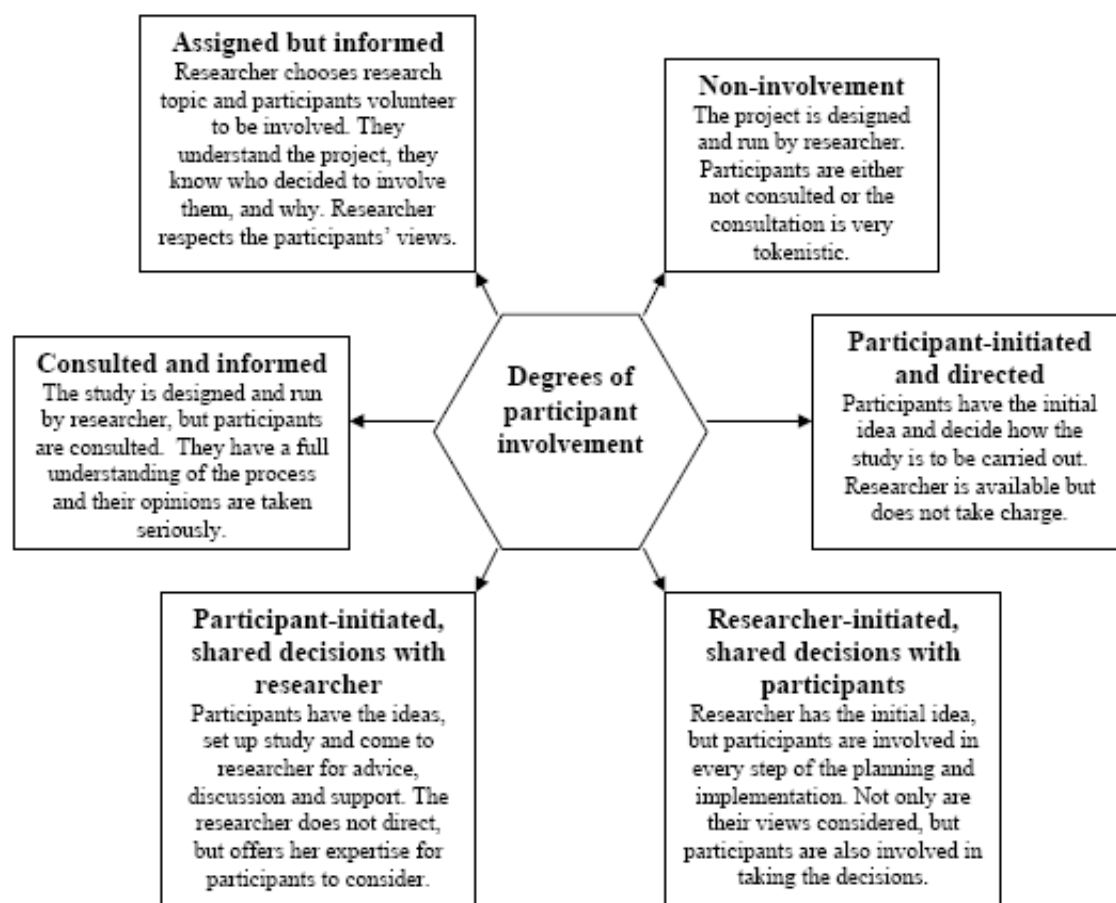 Assigned but informed
Researcher chooses research
topic and participants volunteer
to be involved. They
understand the project, they
know who decided to involve
them, and why. Researcher
respects the participants' views.
Non-involvement
The project is designed
and run by researcher.
Participants are either
not consulted or the
consultation is very
tokenistic.
Consulted and informed
The study is designed and run
by researcher, but participants
are consulted. They have a full
understanding of the process
and their opinions are taken
seriously.
Degrees of
participant
involvement
Participant-initiated
and directed
Participants have the initial
idea and decide how the
study is to be carried out.
Researcher is available but
does not take charge.
Participant-initiated,
shared decisions with
researcher
Participants have the ideas,
set up study and come to
researcher for advice,
discussion and support. The
researcher does not direct,
but offers her expertise for
participants to consider.
Researcher-initiated,
shared decisions with
participants
Researcher has the initial idea,
but participants are involved in
every step of the planning and
implementation. Not only are
their views considered, but
participants are also involved in
taking the decisions.